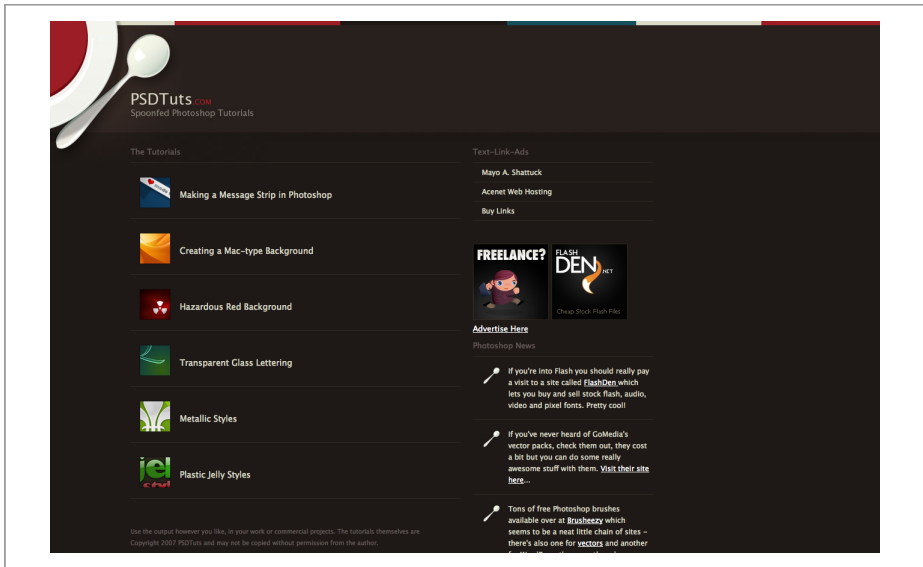 PSDTuts.COM
Spoonfed Photoshop Tutorials
The Tutorials
Making a Message Strip in Photoshop
Creating a Mac-type Background
Hazardous Red Background
Transparent Glass Lettering
Metallic Styles
jel
Plastic Jelly Styles
Use the output however you like, in your work or commercial projects. The tutorials themselves are
Copyright 2007 PSDTuts and may not be copied without permission from the author.
Text-Link-Ads
Mayo A. Shattuck
Acenet Web Hosting
Buy Links
FREELANCE?
FLASH
DEN.NET
Cheap Stock Flash Files
Advertise Here
Photoshop News
If you're into Flash you should really pay
a visit to a site called FlashDen which
lets you buy and sell stock flash, audio,
video and pixel fonts. Pretty cool!
If you've never heard of GoMedia's
vector packs, check them out, they cost
a bit but you can do some really
awesome stuff with them. Visit their site
here...
Tons of free Photoshop brushes
available over at Brusheezy which
seems to be a neat little chain of sites –
there's also one for vectors and another